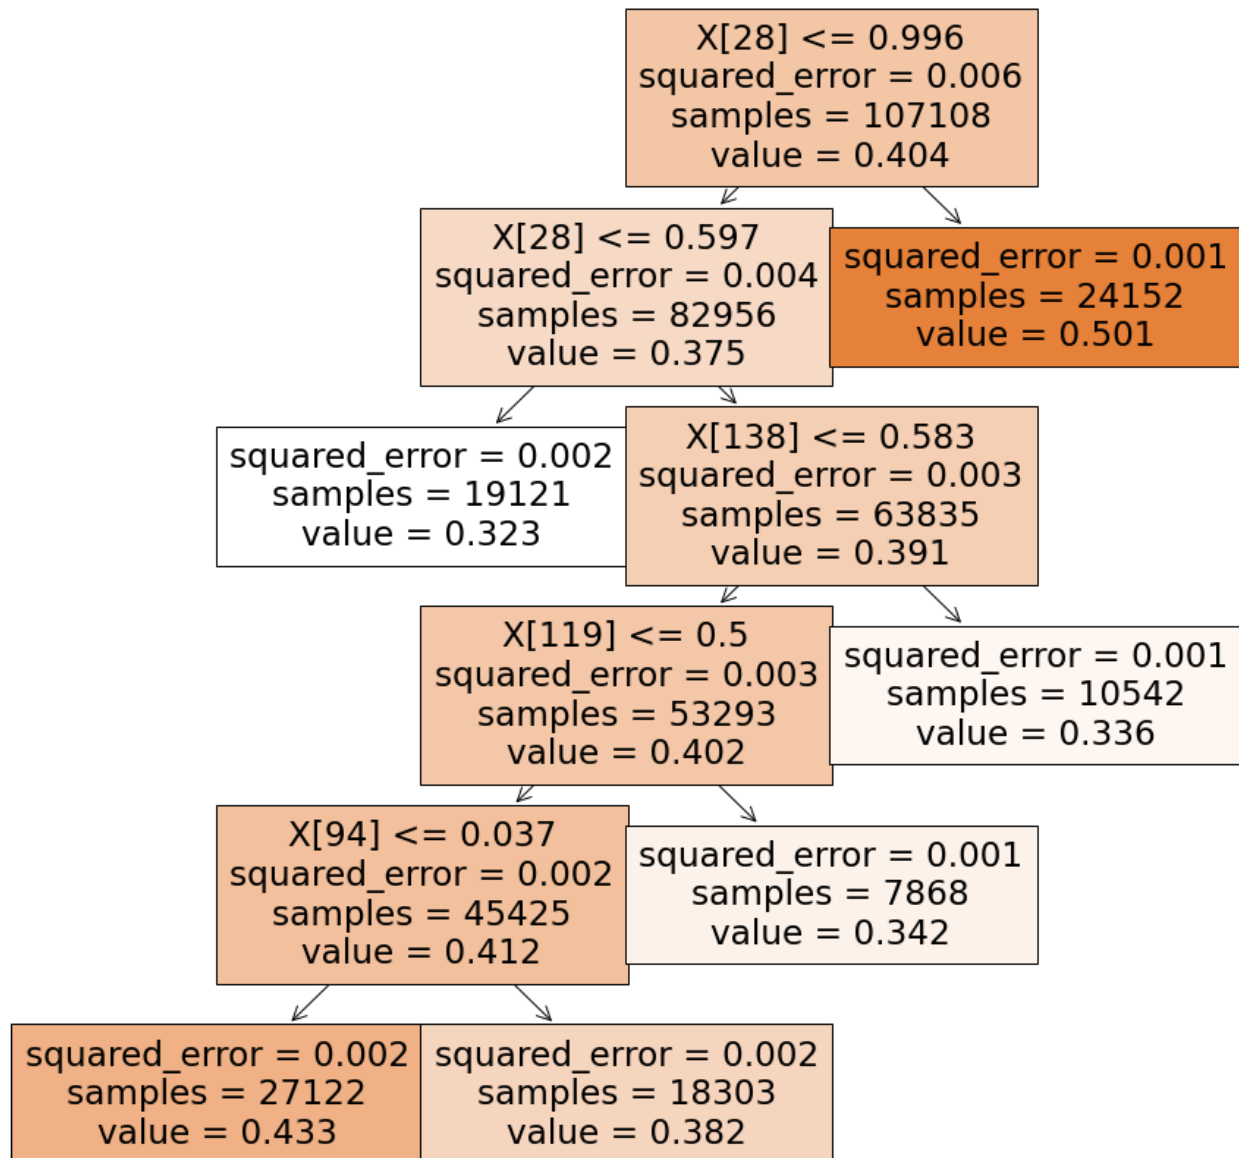 X[28] <= 0.996
squared_error = 0.006
samples = 107108
value = 0.404
X[28] <= 0.597
squared_error = 0.004
samples = 82956
value = 0.375
squared_error = 0.001
samples = 24152
value = 0.501
squared_error = 0.002
samples = 19121
value = 0.323
X[138] <= 0.583
squared_error = 0.003
samples = 63835
value = 0.391
X[119] <= 0.5
squared_error = 0.003
samples = 53293
value = 0.402
squared_error = 0.001
samples = 10542
value = 0.336
X[94] <= 0.037
squared_error = 0.002
samples = 45425
value = 0.412
squared_error = 0.001
samples = 7868
value = 0.342
squared_error = 0.002
samples = 27122
value = 0.433
squared_error = 0.002
samples = 18303
value = 0.382